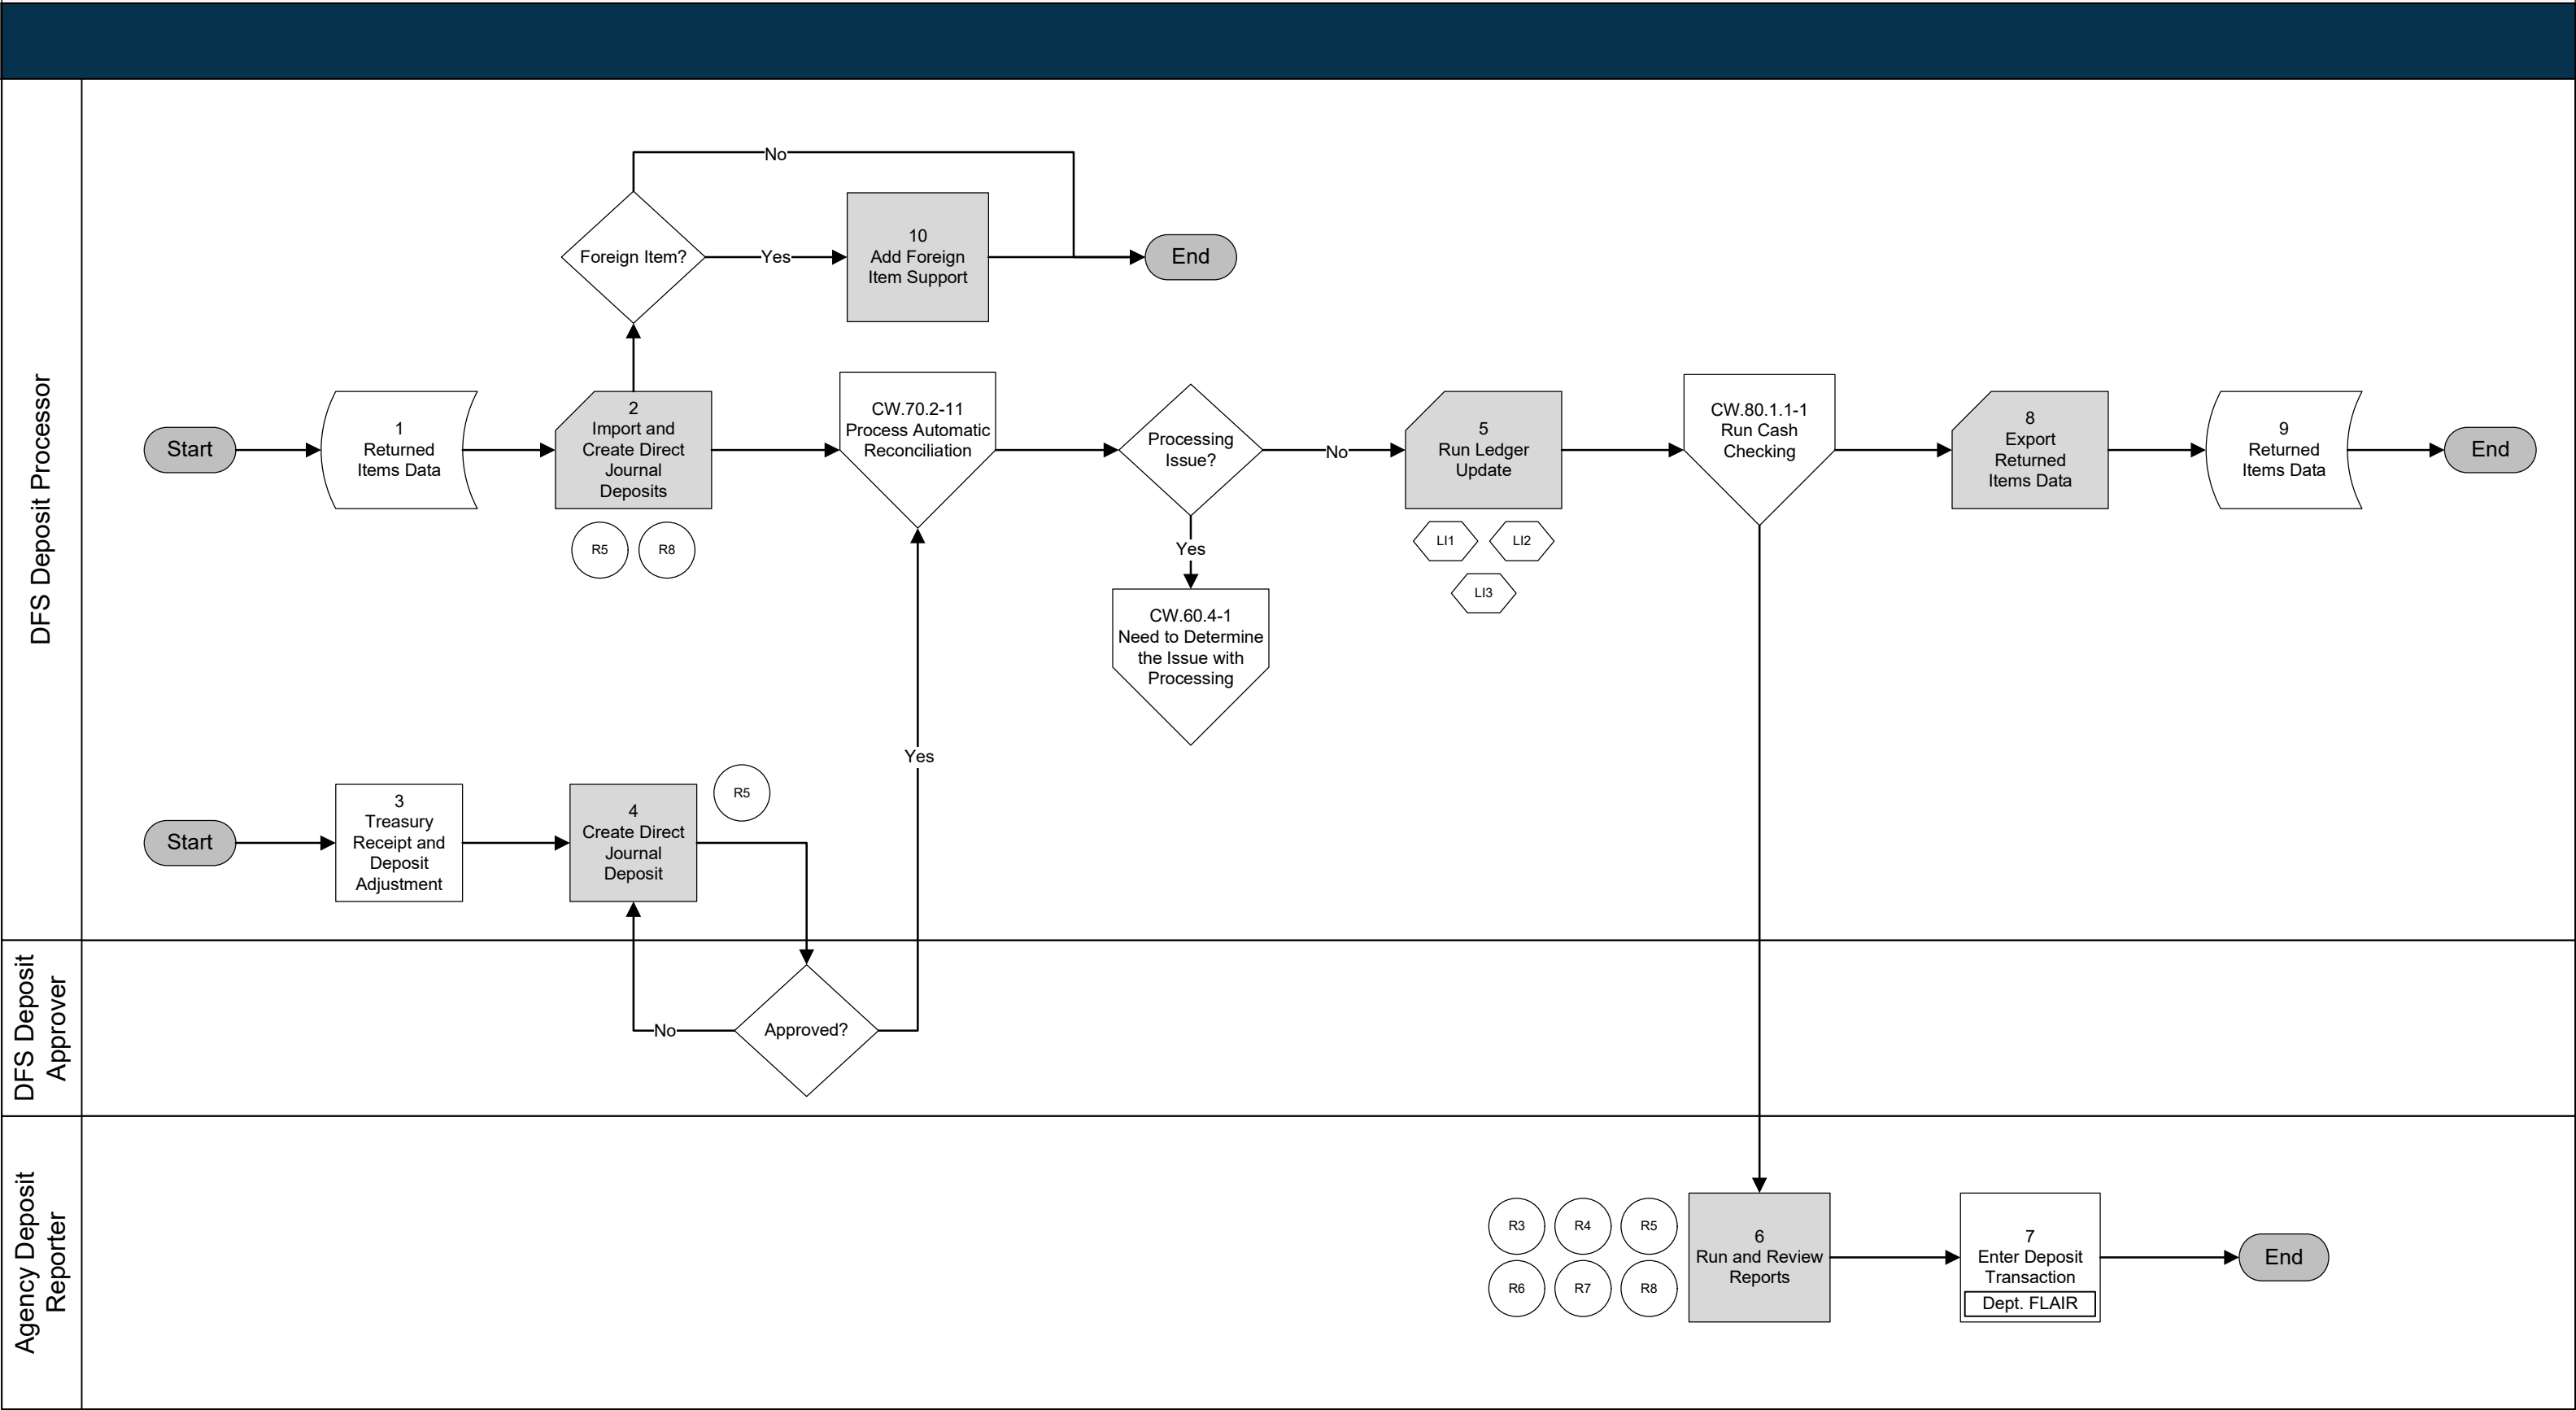 DFS Deposit Processor
No
Foreign Item?
Yes
10
Add Foreign
Item Support
End
Start
1
Returned
Items Data
2
Import and
Create Direct
Journal
Deposits
R5
R8
CW.70.2-11
Process Automatic
Reconciliation
Processing
Issue?
No
Yes
CW.60.4-1
Need to Determine
the Issue with
Processing
5
Run Ledger
Update
LI1
LI2
LI3
CW.80.1.1-1
Run Cash
Checking
8
Export
Returned
Items Data
9
Returned
Items Data
End
Yes
Start
3
Treasury
Receipt and
Deposit
Adjustment
4
Create Direct
Journal
Deposit
R5
DFS Deposit
Approver
No
Approved?
Agency Deposit
Reporter
R3
R4
R5
R6
R7
R8
6
Run and Review
Reports
7
Enter Deposit
Transaction
Dept. FLAIR
End